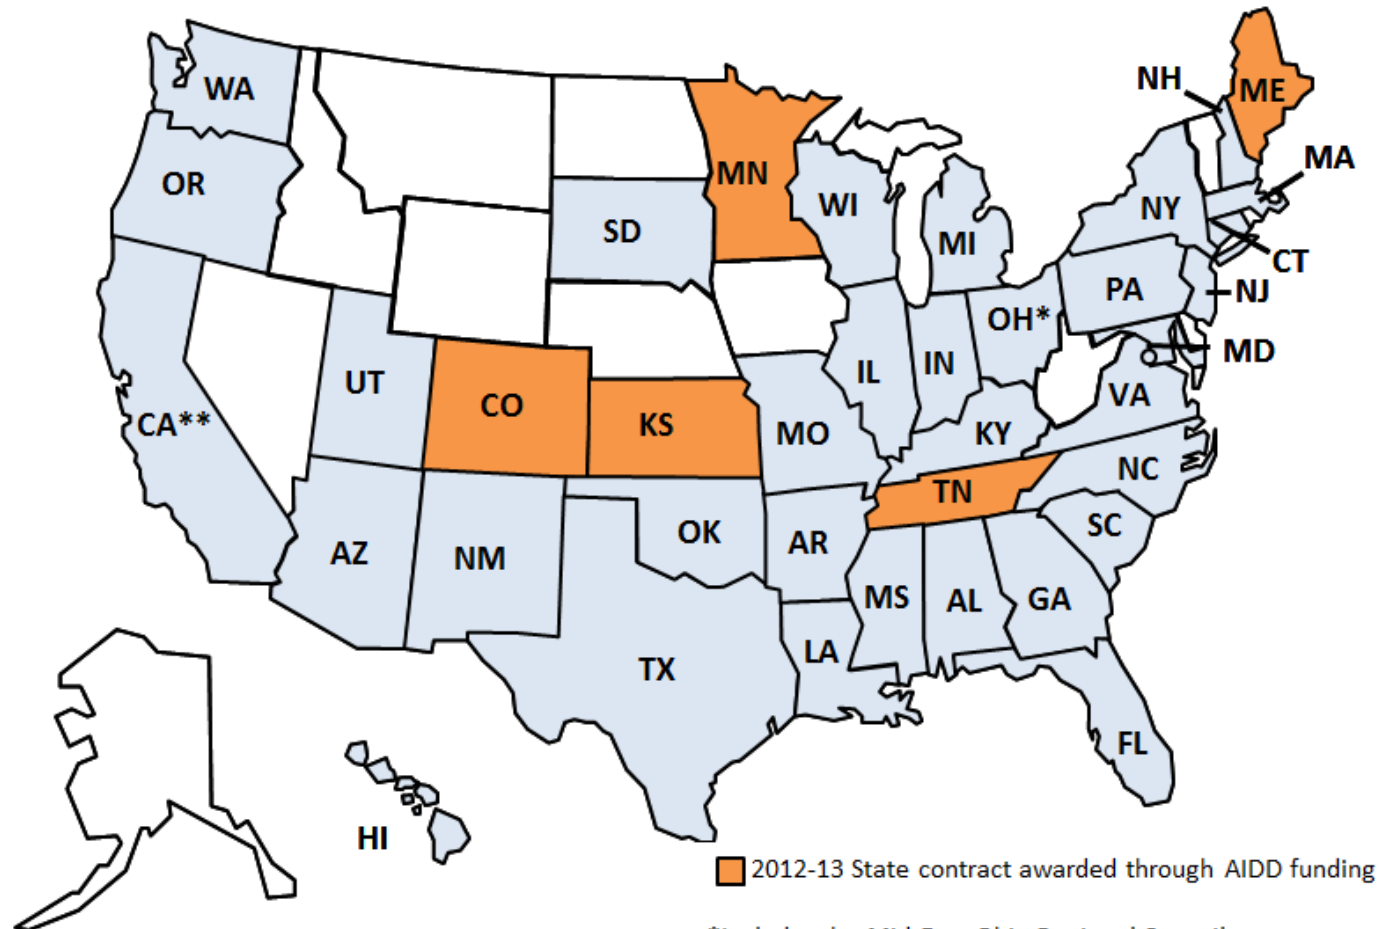 ME
NH
WA
MA
MN
OR
WI
NY
SD
MI
CT
PA
NJ
OH*
MD
IL
IN
UT
VA
CO
CA**
KS
MO
KY
NC
TN
SC
OK
AR
AZ
NM
MS
AL
GA
LA
TX
FL
HI
2012-13 State contract awarded through AIDD funding